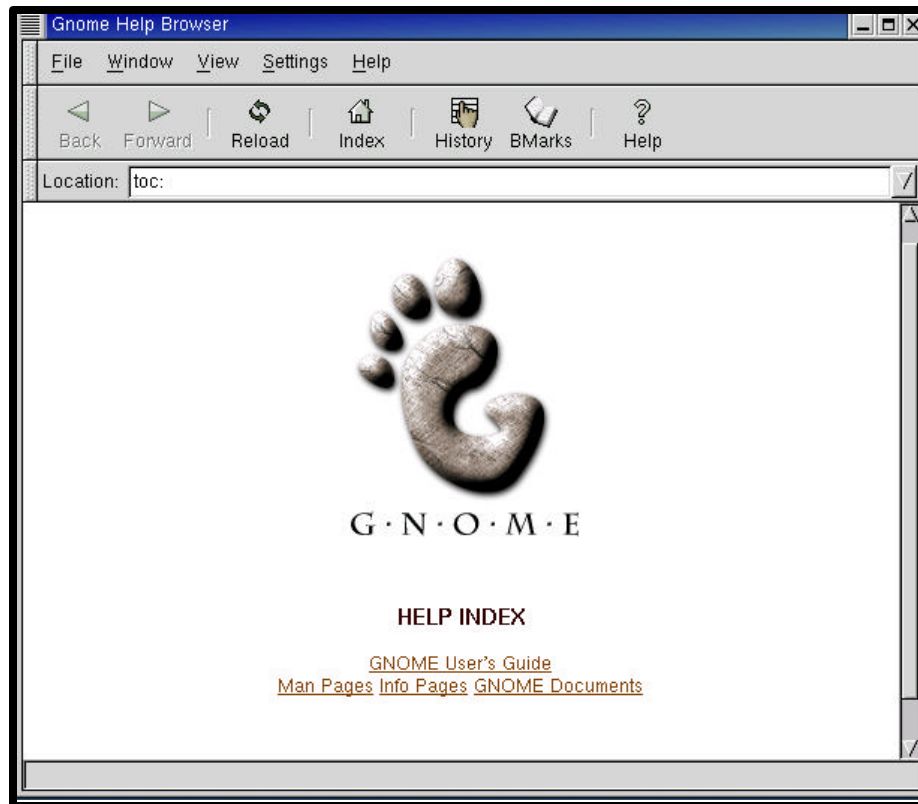 Gnome Help Browser
File Window View Settings Help
Back Forward Reload Index History BMarks Help
Location: toc:
G·N·O·M·E
HELP INDEX
GNOME User's Guide
Man Pages Info Pages GNOME Documents